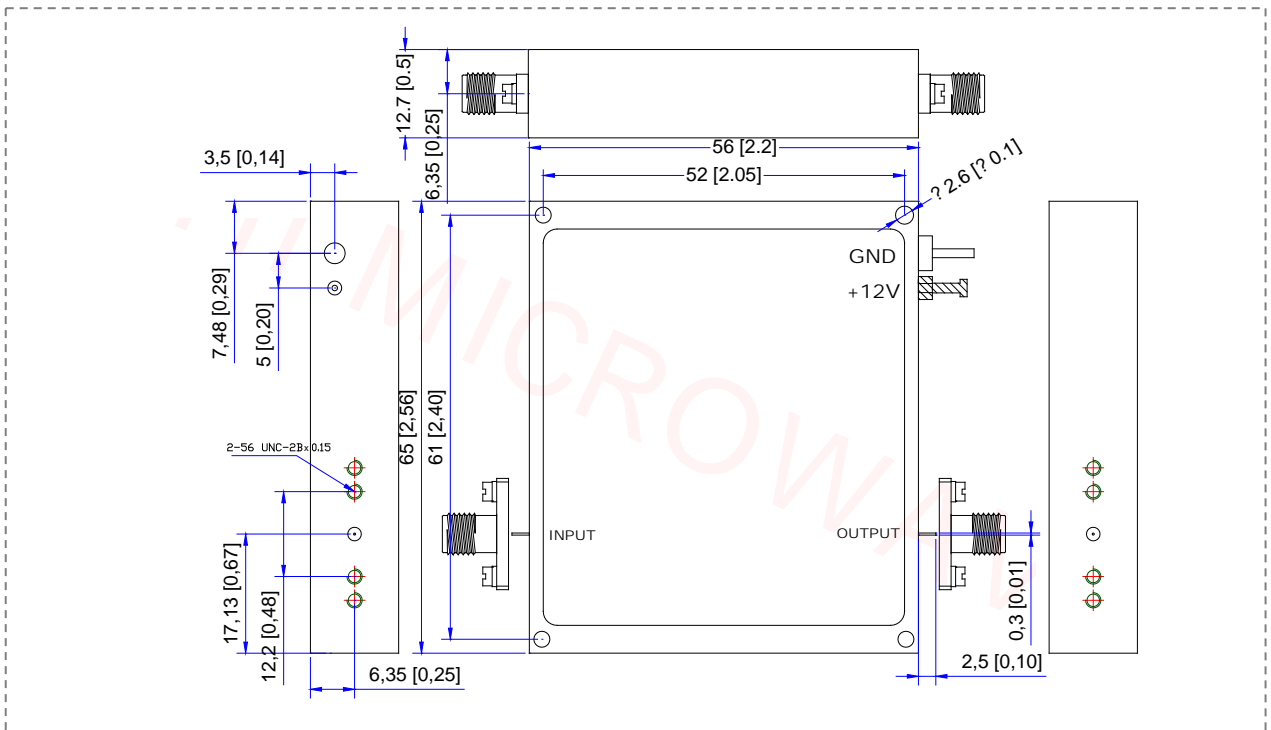 12.7 [0.5]
6,35 [0,25]
56 [2.2]
52 [2.05]
? 2.6 [? 0.1]
3,5 [0,14]
7,48 [0,29]
5 [0,20]
GND
+12V
65 [2,56]
61 [2,40]
2-56 UNC-2Bx0.15
INPUT
OUTPUT
17,13 [0,67]
12,2 [0,48]
6,35 [0,25]
0,3 [0,01]
2,5 [0,10]
MICROWA